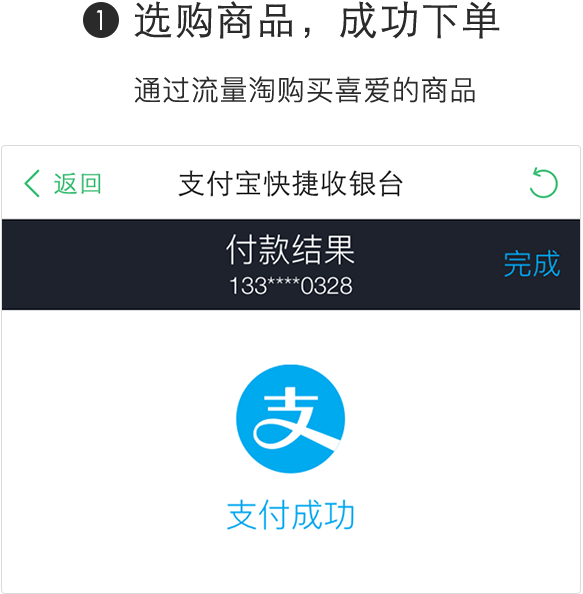 1 选购商品，成功下单
通过流量淘购买喜爱的商品
返回 支付宝快捷收银台
付款结果
133****0328
完成
支
支付成功